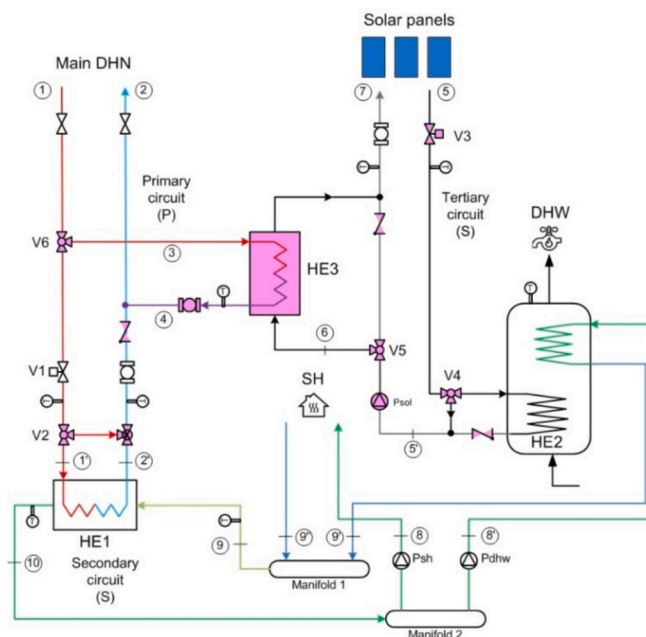 Solar panels
Main DHN
1
2
7
5
V3
T
T
Primary
circuit
(P)
Tertiary
circuit
(S)
DHW
V6
3
HE3
T
T
4
6
V5
V1
SH
V4
T
T
Psol
V2
5'
HE2
1'
2'
T
T
9
9''
9'
8
8'
HE1
10
Secondary
circuit
(S)
Psh
Pdhw
Manifold 1
Manifold 2